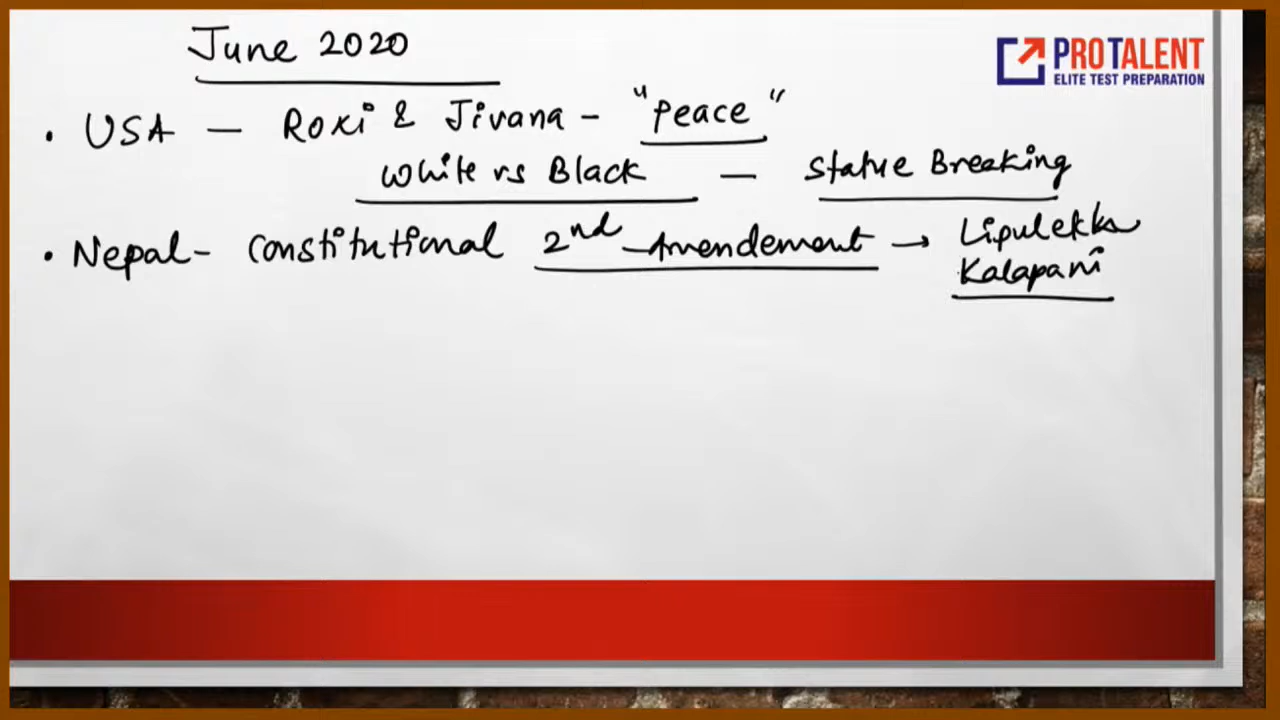 June 2020
PROTALENT
ELITE TEST PREPARATION
• USA — Roxi & Jivana - "Peace"
White vs Black — Statue Breaking
• Nepal - Constitutional 2nd Amendement → Lipulekh
Kalapani